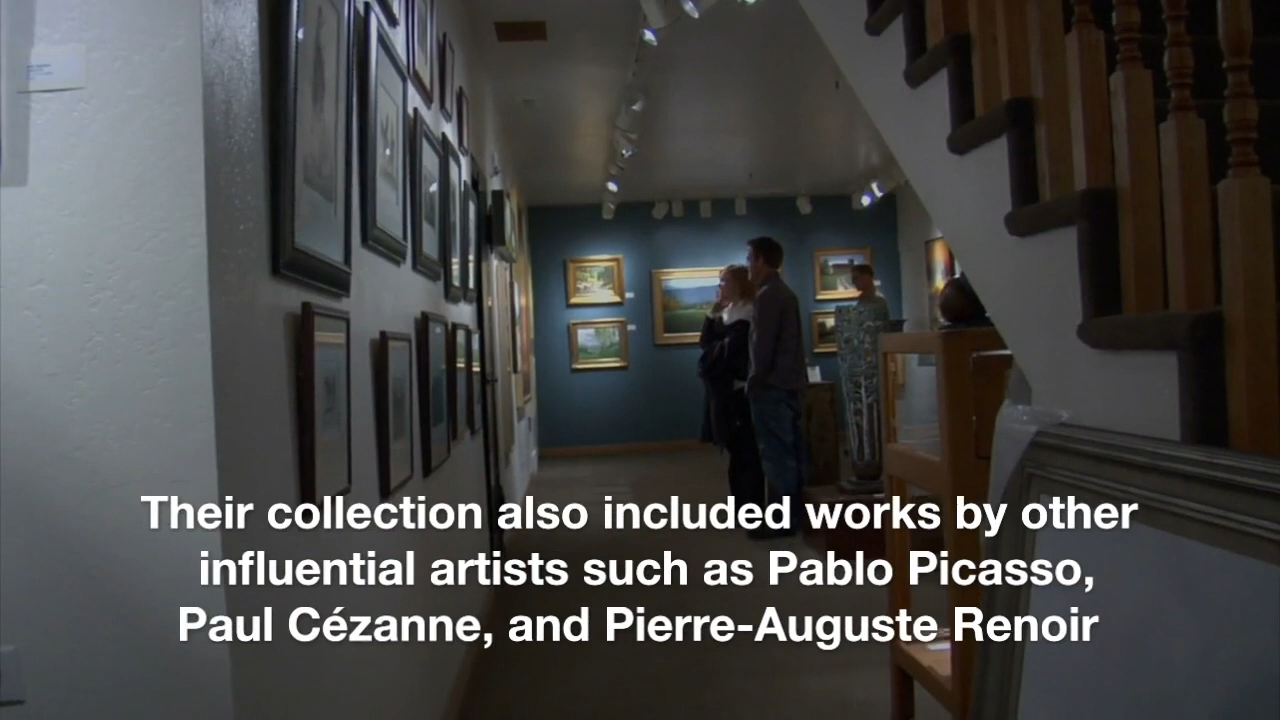 Their collection also included works by other
influential artists such as Pablo Picasso,
Paul Cézanne, and Pierre-Auguste Renoir